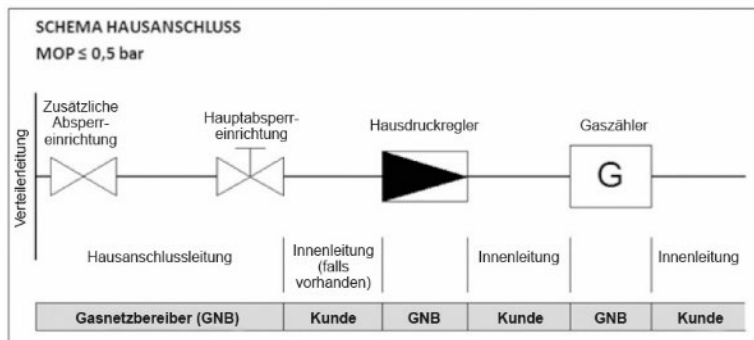 SCHEMA HAUSANSCHLUSS
MOP ≤ 0,5 bar
Verteilerleitung
Zusätzliche
Absperr-
einrichtung
Hauptabsperr-
einrichtung
Hausdruckregler
Gaszähler
G
Hausanschlussleitung
Innenleitung
(falls
vorhanden)
Innenleitung
Innenleitung
Gasnetzbereiber (GNB)
Kunde
GNB
Kunde
GNB
Kunde